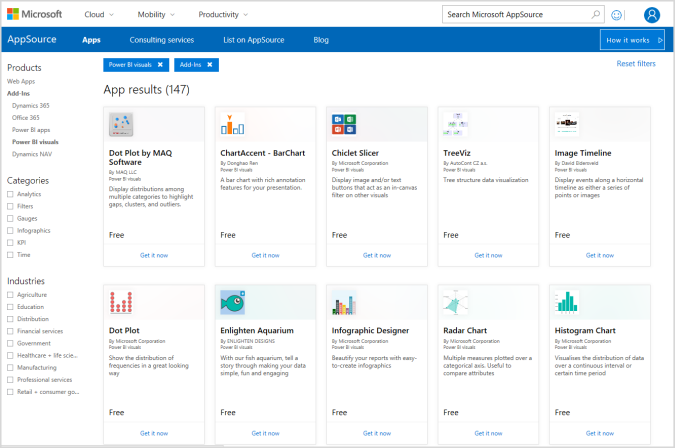 Microsoft
Cloud
Mobility
Productivity
Search Microsoft AppSource
AppSource
Apps
Consulting services
List on AppSource
Blog
How it works
Products
Web Apps
Add-Ins
Dynamics 365
Office 365
Power BI apps
Power BI visuals
Dynamics NAV
Categories
Analytics
Filters
Gauges
Infographics
KPI
Time
Industries
Agriculture
Education
Distribution
Financial services
Government
Healthcare + life scie...
Manufacturing
Professional services
Retail + consumer go...
Power BI visuals ✖
Add-Ins ✖
Reset filters
App results (147)
Dot Plot by MAQ
Software
By MAQ LLC
Power BI visuals
Display distributions among
multiple categories to highlight
gaps, clusters, and outliers.
Free
Get it now
ChartAccent - BarChart
By Donghao Ren
Power BI visuals
A bar chart with rich annotation
features for your presentation.
Free
Get it now
Chiclet Slicer
By Microsoft Corporation
Power BI visuals
Display image and/or text
buttons that act as an in-canvas
filter on other visuals
Free
Get it now
TreeViz
By AutoCont CZ a.s.
Power BI visuals
Tree structure data visualization
Free
Get it now
Image Timeline
By David Eldersveld
Power BI visuals
Display events along a horizontal
timeline as either a series of
points or images
Free
Get it now
Dot Plot
By Microsoft Corporation
Power BI visuals
Show the distribution of
frequencies in a great looking
way
Free
Get it now
Enlighten Aquarium
By ENLIGHTEN DESIGNS
Power BI visuals
With our fish aquarium, tell a
story through making your data
simple, fun and engaging
Free
Get it now
Infographic Designer
By Microsoft Corporation
Power BI visuals
Beautify your reports with easy-
to-create infographics
Free
Get it now
Radar Chart
By Microsoft Corporation
Power BI visuals
Multiple measures plotted over a
categorical axis. Useful to
compare attributes
Free
Get it now
Histogram Chart
By Microsoft Corporation
Power BI visuals
Visualises the distribution of data
over a continuous interval or
certain time period
Free
Get it now